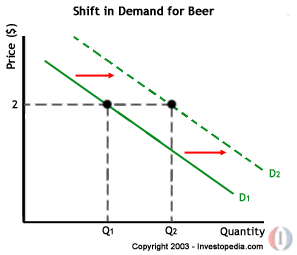 Shift in Demand for Beer
Price ($)
2
D2
D1
Q1 Q2 Quantity
Copyright 2003 - Investopedia.com